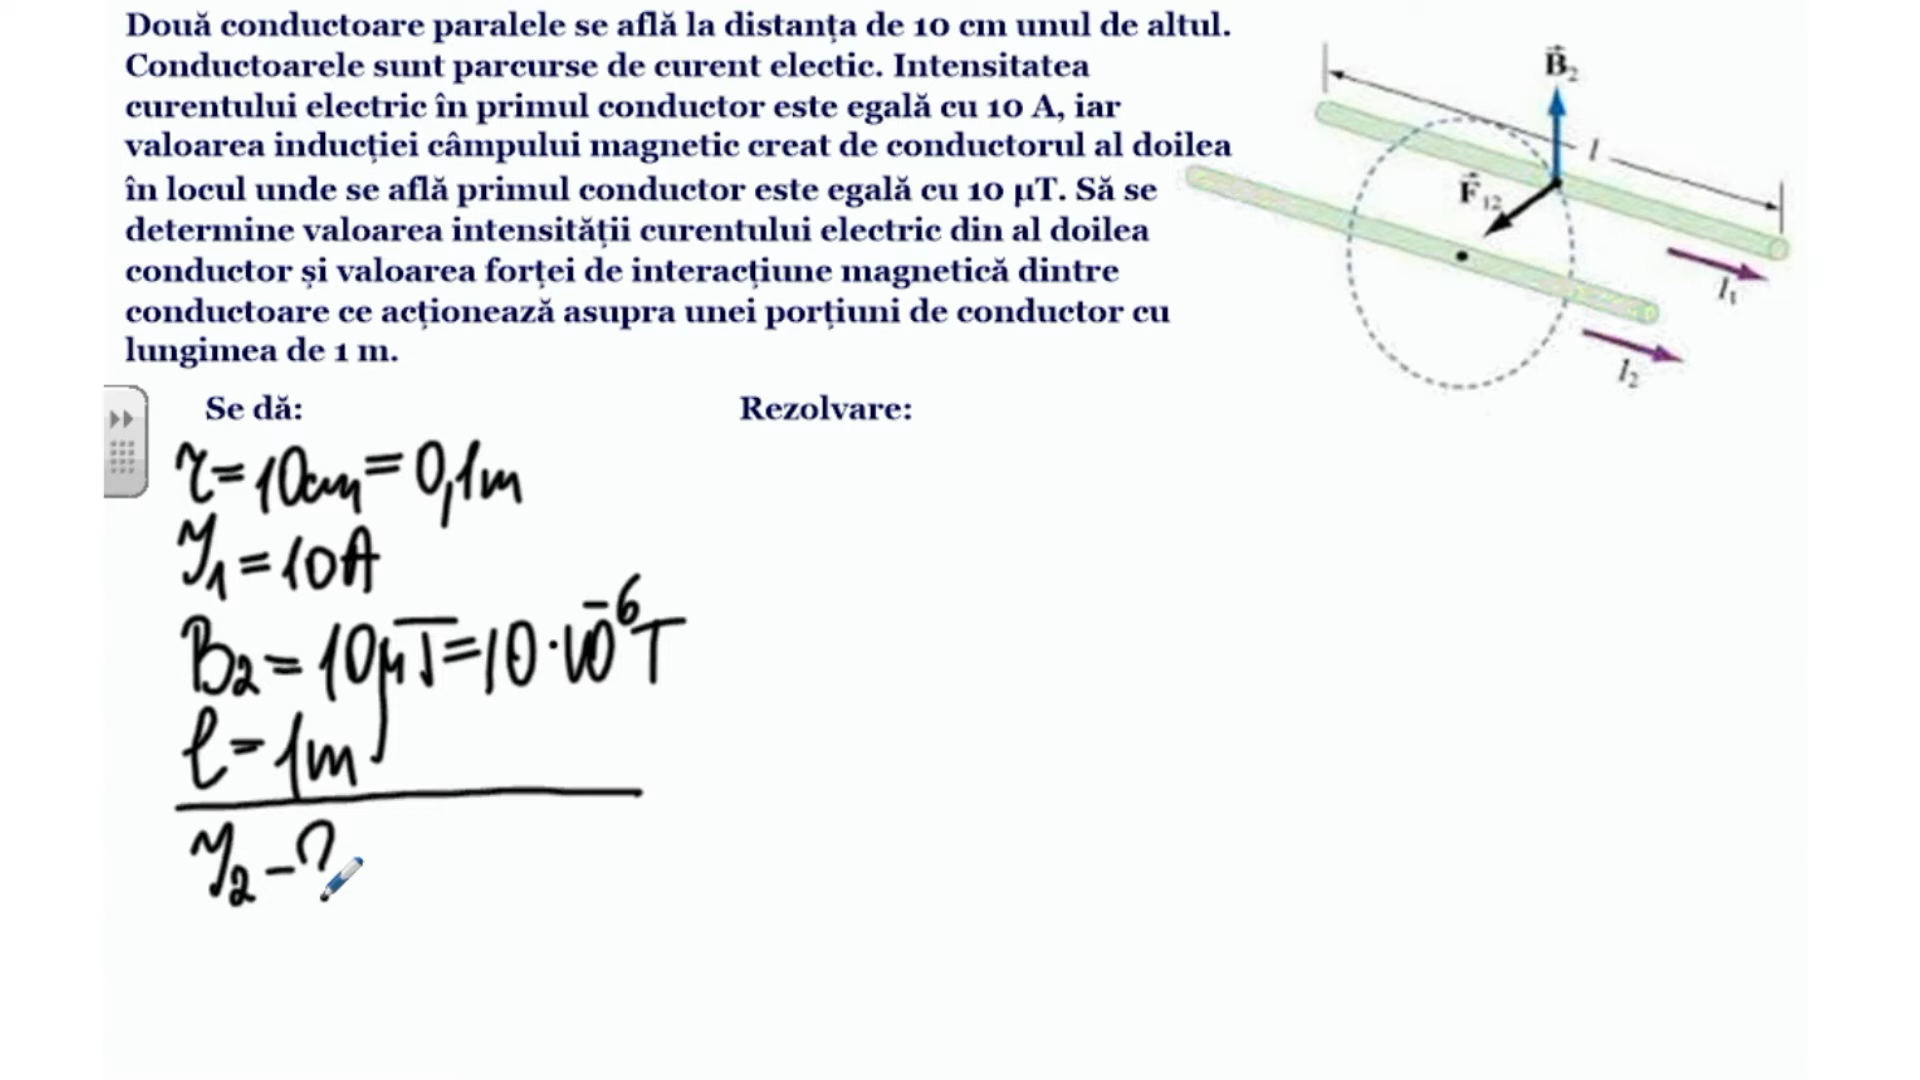 Două conductoare paralele se află la distanța de 10 cm unul de altul.
Conductoarele sunt parcurse de curent electic. Intensitatea
curentului electric în primul conductor este egală cu 10 A, iar
valoarea inducției câmpului magnetic creat de conductorul al doilea
în locul unde se află primul conductor este egală cu 10 μT. Să se
determine valoarea intensității curentului electric din al doilea
conductor și valoarea forței de interacțiune magnetică dintre
conductoare ce acționează asupra unei porțiuni de conductor cu
lungimea de 1 m.
B₂
l
F₁₂
I₁
I₂
Se dă:
Rezolvare:
r=10cm=0,1m
I₁=10A
B₂=10μT=10·10⁻⁶T
l=1m
I₂-?